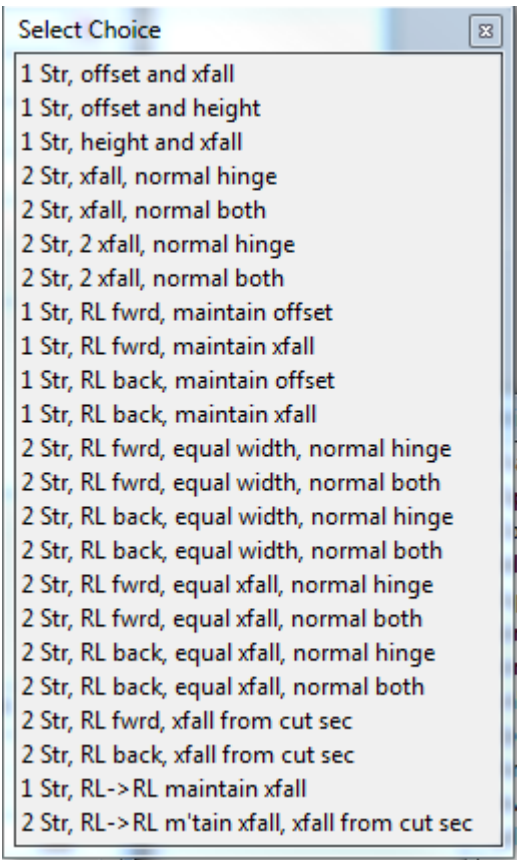 Select Choice
1 Str, offset and xfall
1 Str, offset and height
1 Str, height and xfall
2 Str, xfall, normal hinge
2 Str, xfall, normal both
2 Str, 2 xfall, normal hinge
2 Str, 2 xfall, normal both
1 Str, RL fwrd, maintain offset
1 Str, RL fwrd, maintain xfall
1 Str, RL back, maintain offset
1 Str, RL back, maintain xfall
2 Str, RL fwrd, equal width, normal hinge
2 Str, RL fwrd, equal width, normal both
2 Str, RL back, equal width, normal hinge
2 Str, RL back, equal width, normal both
2 Str, RL fwrd, equal xfall, normal hinge
2 Str, RL fwrd, equal xfall, normal both
2 Str, RL back, equal xfall, normal hinge
2 Str, RL back, equal xfall, normal both
2 Str, RL fwrd, xfall from cut sec
2 Str, RL back, xfall from cut sec
1 Str, RL->RL maintain xfall
2 Str, RL->RL m'tain xfall, xfall from cut sec